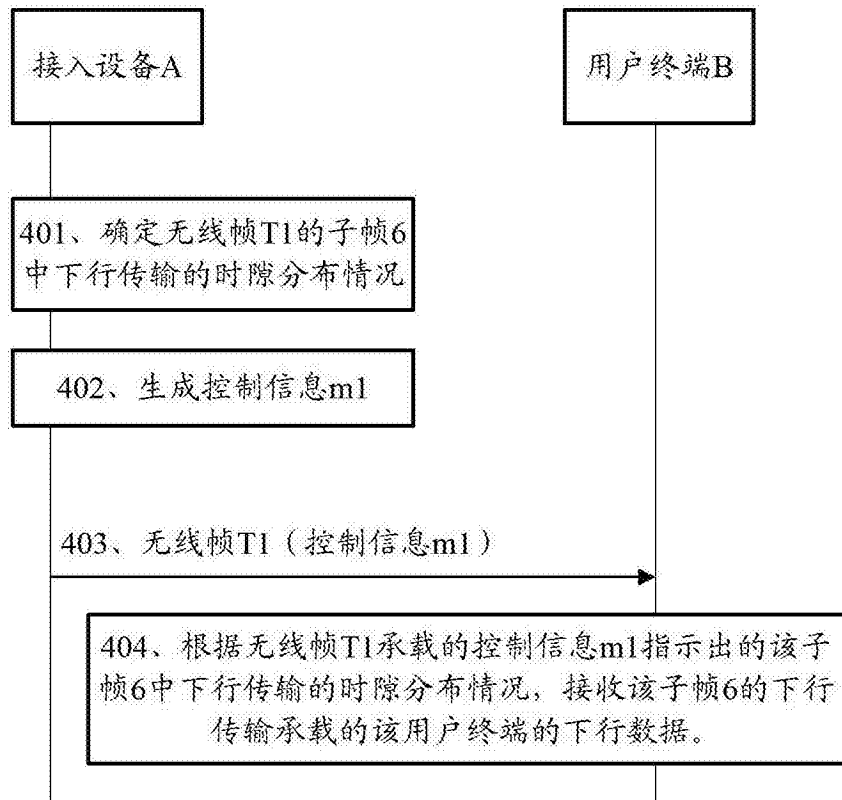 接入设备A
用户终端B
401、确定无线帧T1的子帧6
中下行传输的时隙分布情况
402、生成控制信息m1
403、无线帧T1（控制信息m1）
404、根据无线帧T1承载的控制信息m1指示出的该子
帧6中下行传输的时隙分布情况，接收该子帧6的下行
传输承载的该用户终端的下行数据。